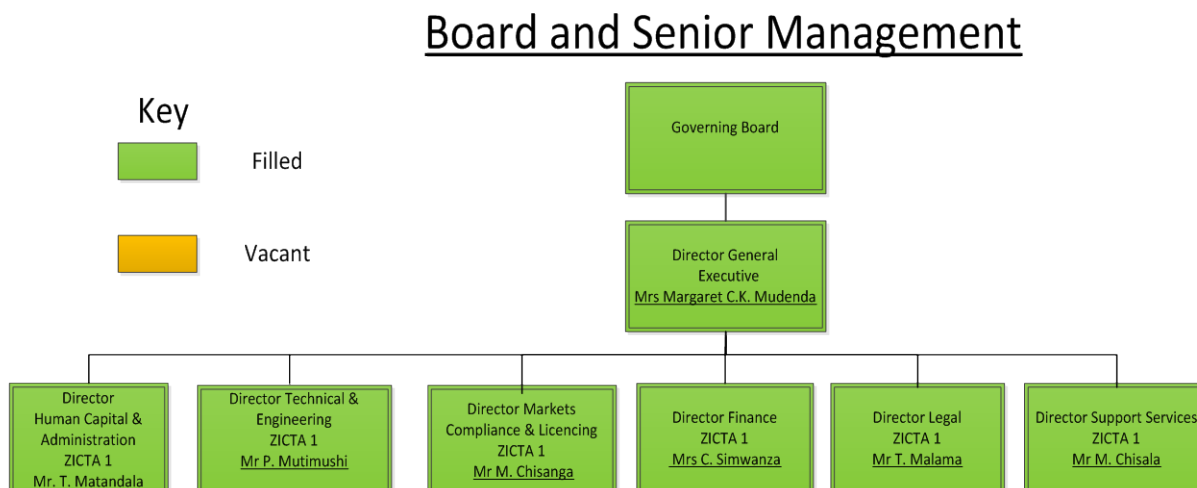 Board and Senior Management
Key
Filled
Vacant
Governing Board
Director General
Executive
Mrs Margaret C.K. Mudenda
Director
Human Capital &
Administration
ZICTA 1
Mr. T. Matandala
Director Technical &
Engineering
ZICTA 1
Mr P. Mutimushi
Director Markets
Compliance & Licencing
ZICTA 1
Mr M. Chisanga
Director Finance
ZICTA 1
Mrs C. Simwanza
Director Legal
ZICTA 1
Mr T. Malama
Director Support Services
ZICTA 1
Mr M. Chisala